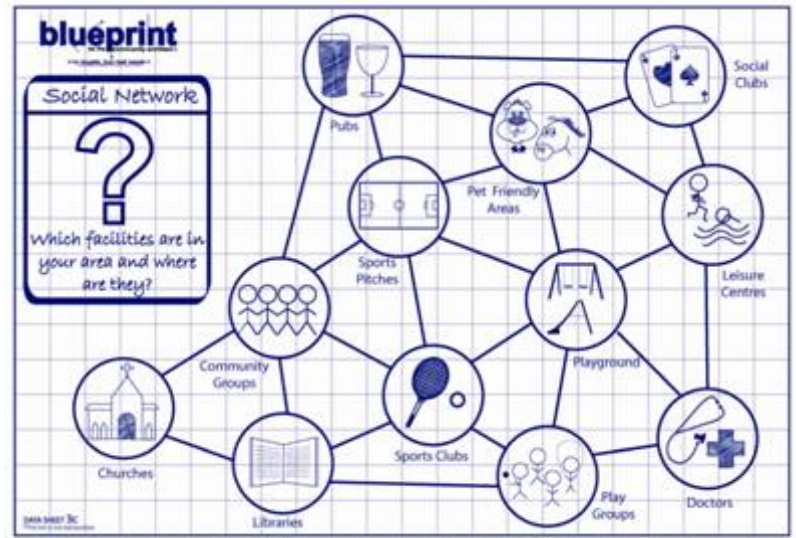 blueprint
Social Network
?
Which facilities are in
your area and where
are they?
Pubs
Social
Clubs
Pet Friendly
Areas
Sports
Pitches
Leisure
Centres
Community
Groups
Playground
Churches
Sports Clubs
Libraries
Play
Groups
Doctors
DATA SHEET 3c